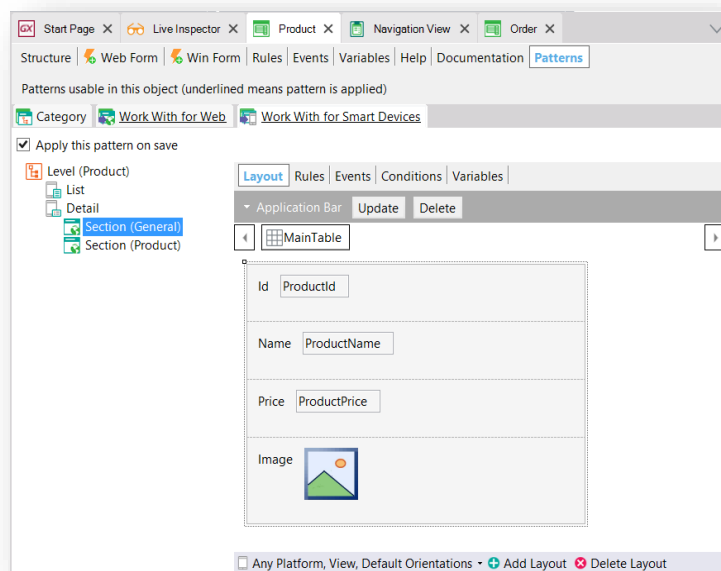 GX Start Page Live Inspector Product Navigation View Order
Structure Web Form Win Form Rules Events Variables Help Documentation Patterns
Patterns usable in this object (underlined means pattern is applied)
Category Work With for Web Work With for Smart Devices
Apply this pattern on save
Level (Product)
List
Detail
Section (General)
Section (Product)
Layout Rules Events Conditions Variables
Application Bar Update Delete
MainTable
Id ProductId
Name ProductName
Price ProductPrice
Image
Any Platform, View, Default Orientations Add Layout Delete Layout